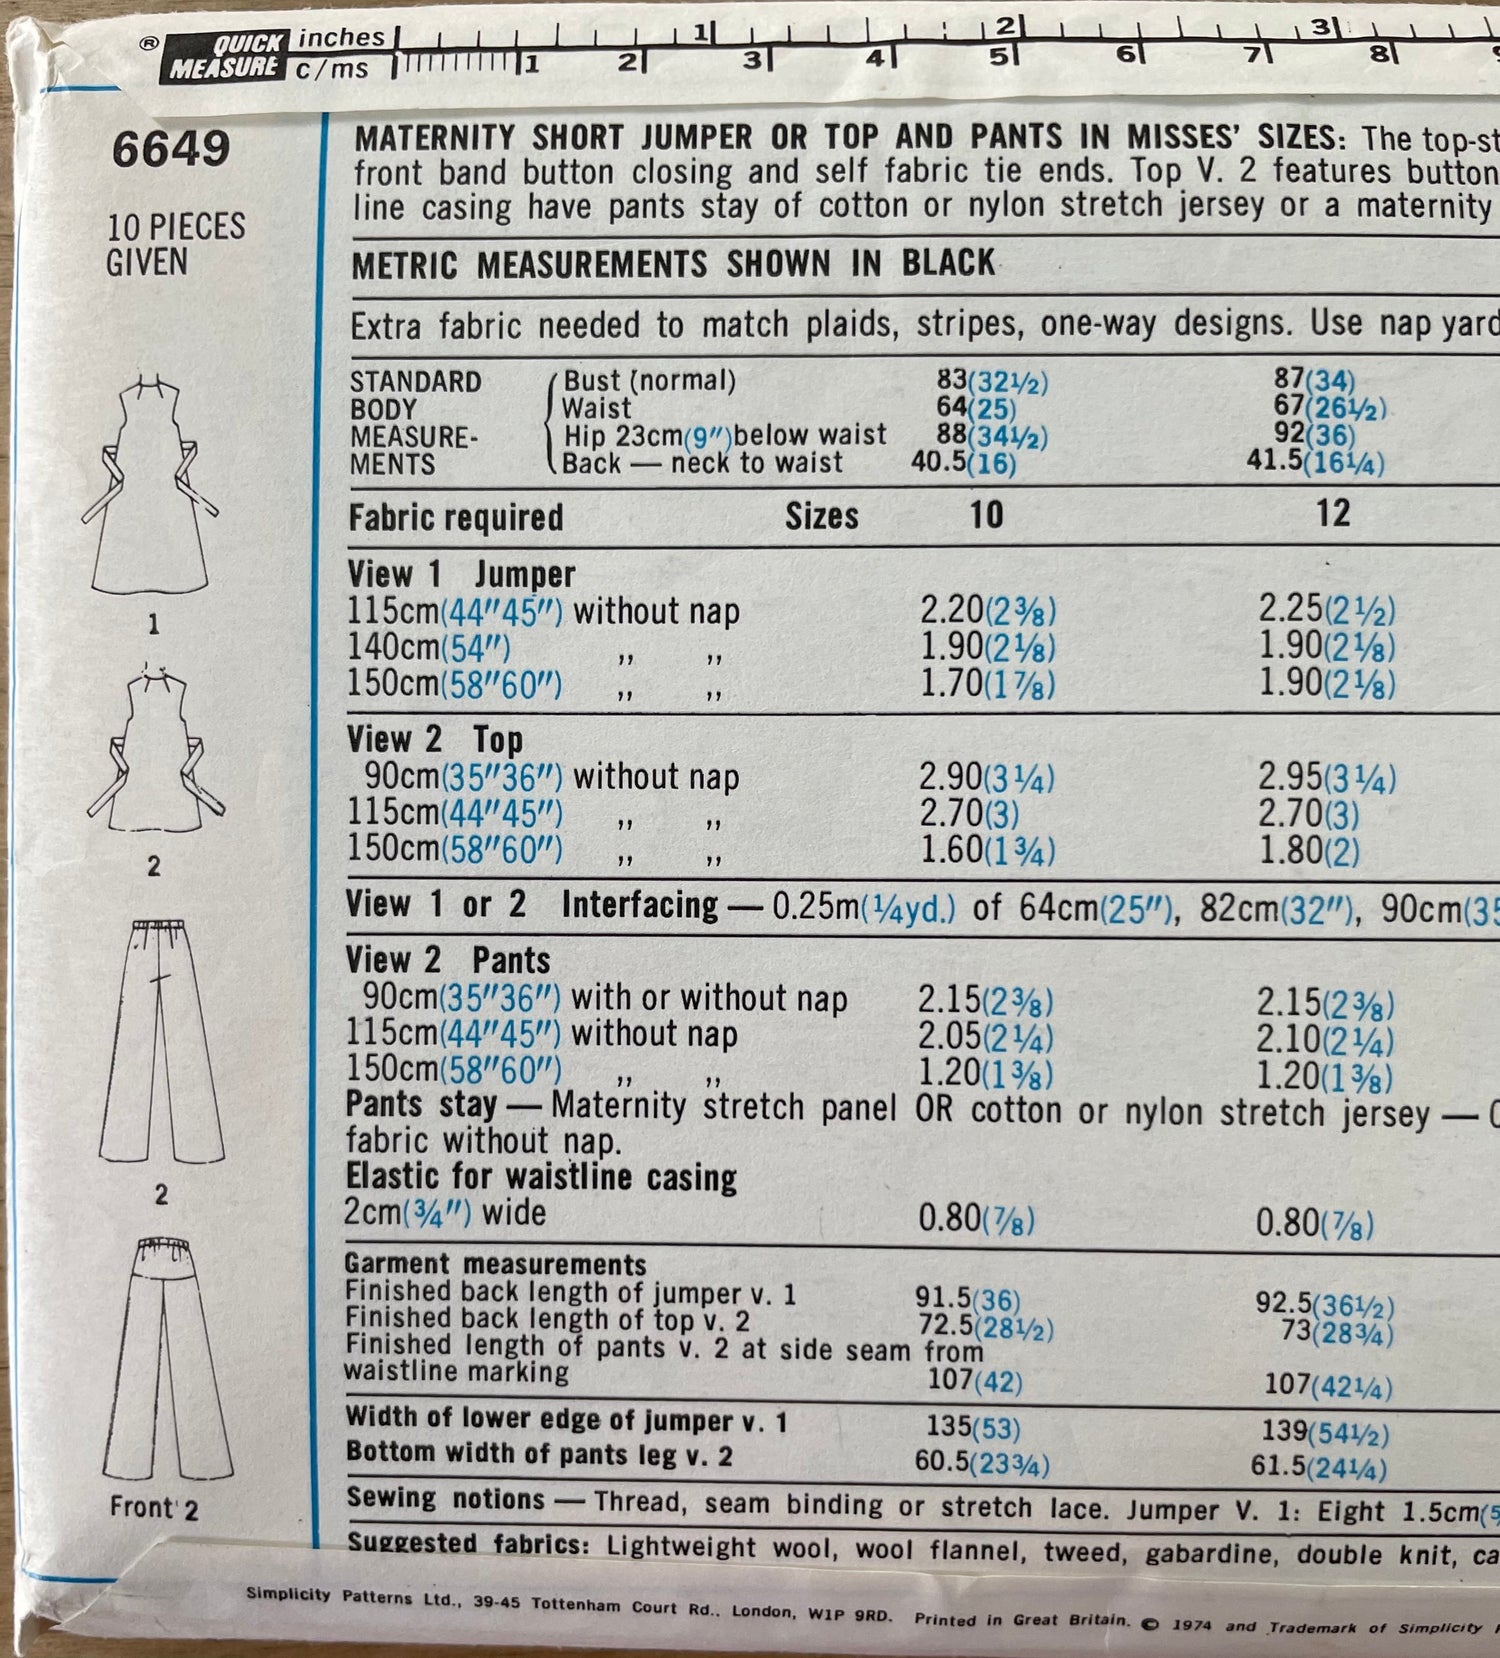 ® QUICK MEASURE inches 1 2 3
c/ms 1 2 3 4 5 6 7 8
6649
10 PIECES
GIVEN
1
2
2
Front 2
MATERNITY SHORT JUMPER OR TOP AND PANTS IN MISSES' SIZES: The top-st
front band button closing and self fabric tie ends. Top V. 2 features button
line casing have pants stay of cotton or nylon stretch jersey or a maternity
METRIC MEASUREMENTS SHOWN IN BLACK
Extra fabric needed to match plaids, stripes, one-way designs. Use nap yard
STANDARD Bust (normal) 83(32½) 87(34)
BODY Waist 64(25) 67(26½)
MEASURE- Hip 23cm(9″)below waist 88(34½) 92(36)
MENTS Back — neck to waist 40.5(16) 41.5(16¼)
Fabric required Sizes 10 12
View 1 Jumper
115cm(44″45″) without nap 2.20(2⅜) 2.25(2½)
140cm(54″) ,, ,, 1.90(2⅛) 1.90(2⅛)
150cm(58″60″) ,, ,, 1.70(1⅞) 1.90(2⅛)
View 2 Top
90cm(35″36″) without nap 2.90(3¼) 2.95(3¼)
115cm(44″45″) ,, ,, 2.70(3) 2.70(3)
150cm(58″60″) ,, ,, 1.60(1¾) 1.80(2)
View 1 or 2 Interfacing — 0.25m(¼yd.) of 64cm(25″), 82cm(32″), 90cm(35
View 2 Pants
90cm(35″36″) with or without nap 2.15(2⅜) 2.15(2⅜)
115cm(44″45″) without nap 2.05(2¼) 2.10(2¼)
150cm(58″60″) ,, ,, 1.20(1⅜) 1.20(1⅜)
Pants stay — Maternity stretch panel OR cotton or nylon stretch jersey — 0
fabric without nap.
Elastic for waistline casing
2cm(¾″) wide 0.80(⅞) 0.80(⅞)
Garment measurements
Finished back length of jumper v. 1 91.5(36) 92.5(36½)
Finished back length of top v. 2 72.5(28½) 73(28¾)
Finished length of pants v. 2 at side seam from
waistline marking 107(42) 107(42¼)
Width of lower edge of jumper v. 1 135(53) 139(54½)
Bottom width of pants leg v. 2 60.5(23¾) 61.5(24¼)
Sewing notions — Thread, seam binding or stretch lace. Jumper V. 1: Eight 1.5cm(5
Suggested fabrics: Lightweight wool, wool flannel, tweed, gabardine, double knit, ca
Simplicity Patterns Ltd., 39-45 Tottenham Court Rd.. London, W1P 9RD. Printed in Great Britain. © 1974 and Trademark of Simplicity